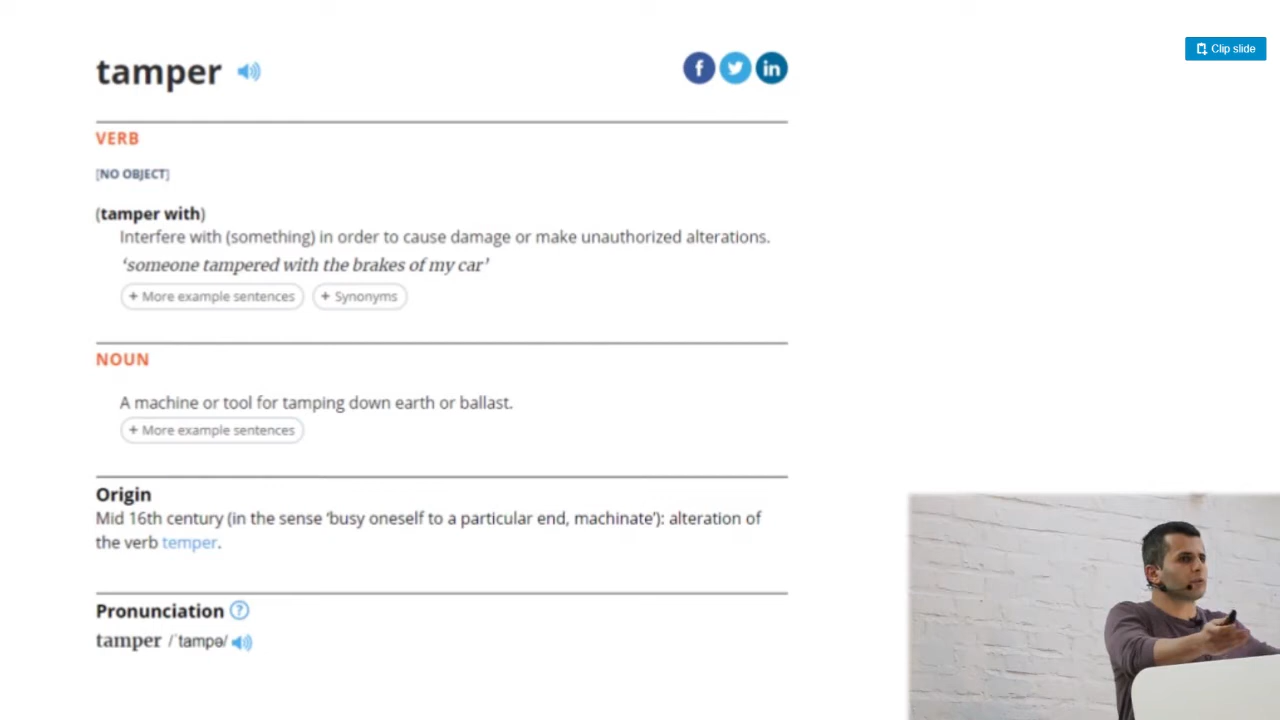 tamper
f in
Clip slide
VERB
[NO OBJECT]
(tamper with)
Interfere with (something) in order to cause damage or make unauthorized alterations.
‘someone tampered with the brakes of my car’
+ More example sentences + Synonyms
NOUN
A machine or tool for tamping down earth or ballast.
+ More example sentences
Origin
Mid 16th century (in the sense ‘busy oneself to a particular end, machinate’): alteration of
the verb temper.
Pronunciation ?
tamper /ˈtampə/